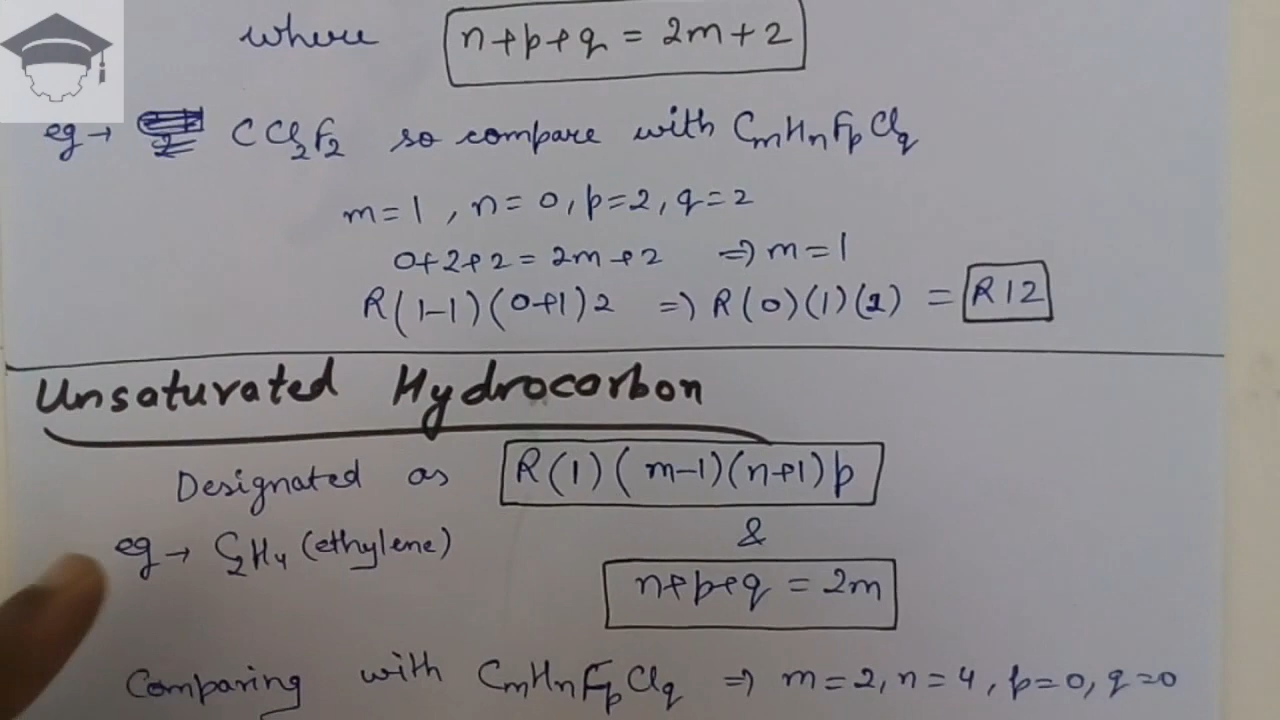 where n+p+q = 2m+2
eg→ CCl₂F₂ so compare with CmHnFpClq
m=1, n=0, p=2, q=2
0+2+2 = 2m+2 ⇒ m=1
R(1-1)(0+1)2 ⇒ R(0)(1)(2) = R12
Unsaturated Hydrocarbon
Designated as R(1)(m-1)(n+1)p
&
eg→ C₂H₄ (ethylene)
n+p+q = 2m
Comparing with CmHnFpClq ⇒ m=2, n=4, p=0, q=0